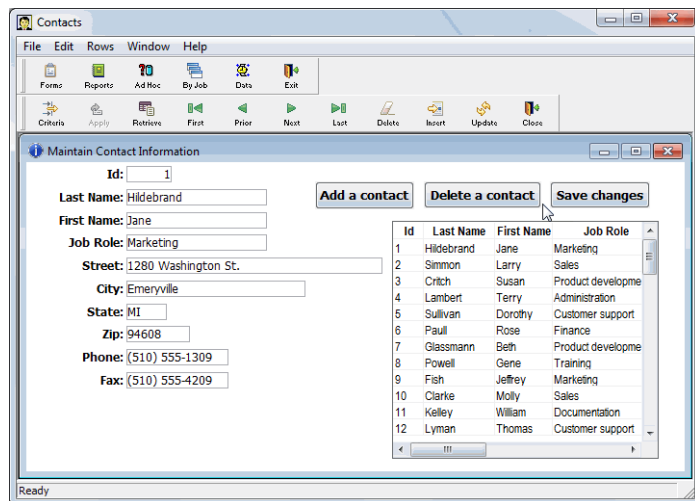 Contacts
File Edit Rows Window Help
Forms Reports Ad Hoc By Job Data Exit
Criteria Apply Retrieve First Prior Next Last Delete Insert Update Close
Maintain Contact Information
Id: 1
Add a contact Delete a contact Save changes
Last Name: Hildebrand
First Name: Jane
Job Role: Marketing
Street: 1280 Washington St.
City: Emeryville
State: MI
Zip: 94608
Phone: (510) 555-1309
Fax: (510) 555-4209
Id Last Name First Name Job Role
1 Hildebrand Jane Marketing
2 Simmon Larry Sales
3 Critch Susan Product developme
4 Lambert Terry Administration
5 Sullivan Dorothy Customer support
6 Paull Rose Finance
7 Glassmann Beth Product developme
8 Powell Gene Training
9 Fish Jeffrey Marketing
10 Clarke Molly Sales
11 Kelley William Documentation
12 Lyman Thomas Customer support
Ready